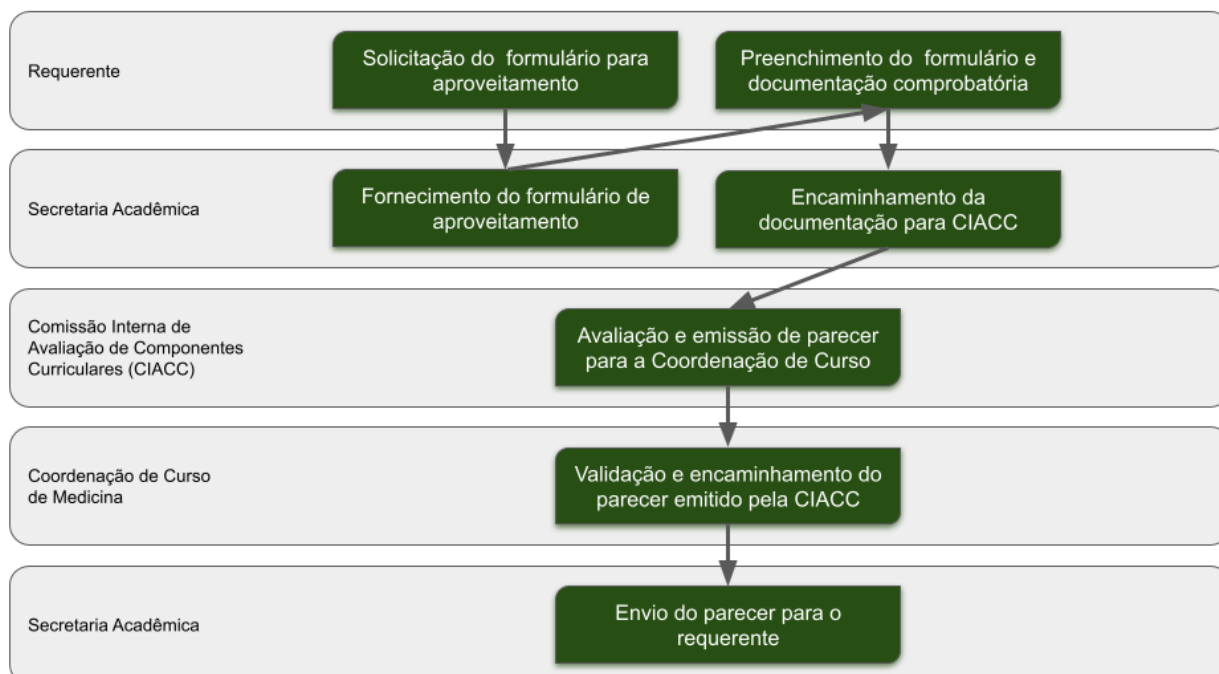 Requerente
Solicitação do formulário para
aproveitamento
Preenchimento do formulário e
documentação comprobatória
Secretaria Acadêmica
Fornecimento do formulário de
aproveitamento
Encaminhamento da
documentação para CIACC
Comissão Interna de
Avaliação de Componentes
Curriculares (CIACC)
Avaliação e emissão de parecer
para a Coordenação de Curso
Coordenação de Curso
de Medicina
Validação e encaminhamento do
parecer emitido pela CIACC
Secretaria Acadêmica
Envio do parecer para o
requerente